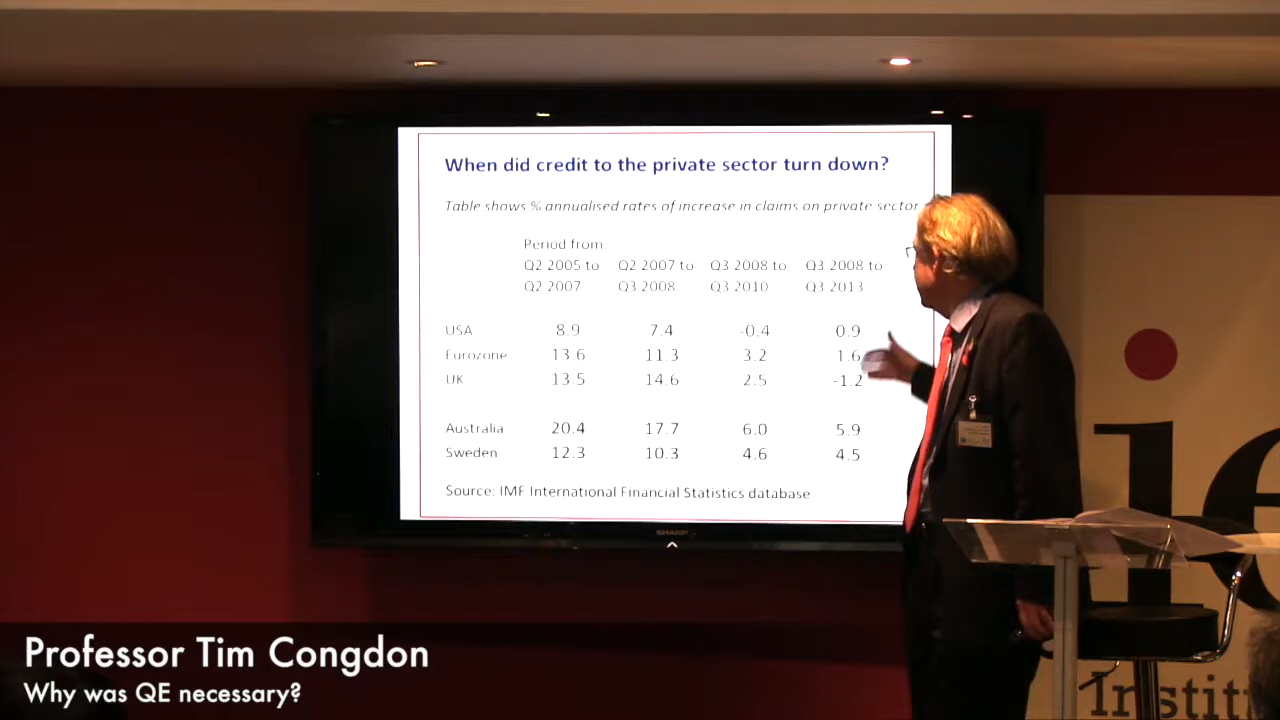 When did credit to the private sector turn down?
Table shows % annualised rates of increase in claims on private sector
Period from
Q2 2005 to Q2 2007 to Q3 2008 to Q3 2008 to
Q2 2007 Q3 2008 Q3 2010 Q3 2013
USA 8.9 7.4 -0.4 0.9
Eurozone 13.6 11.3 3.2 1.6
UK 13.5 14.6 2.5 -1.2
Australia 20.4 17.7 6.0 5.9
Sweden 12.3 10.3 4.6 4.5
Source: IMF International Financial Statistics database
SHARP
ie
Instit
Professor Tim Congdon
Why was QE necessary?